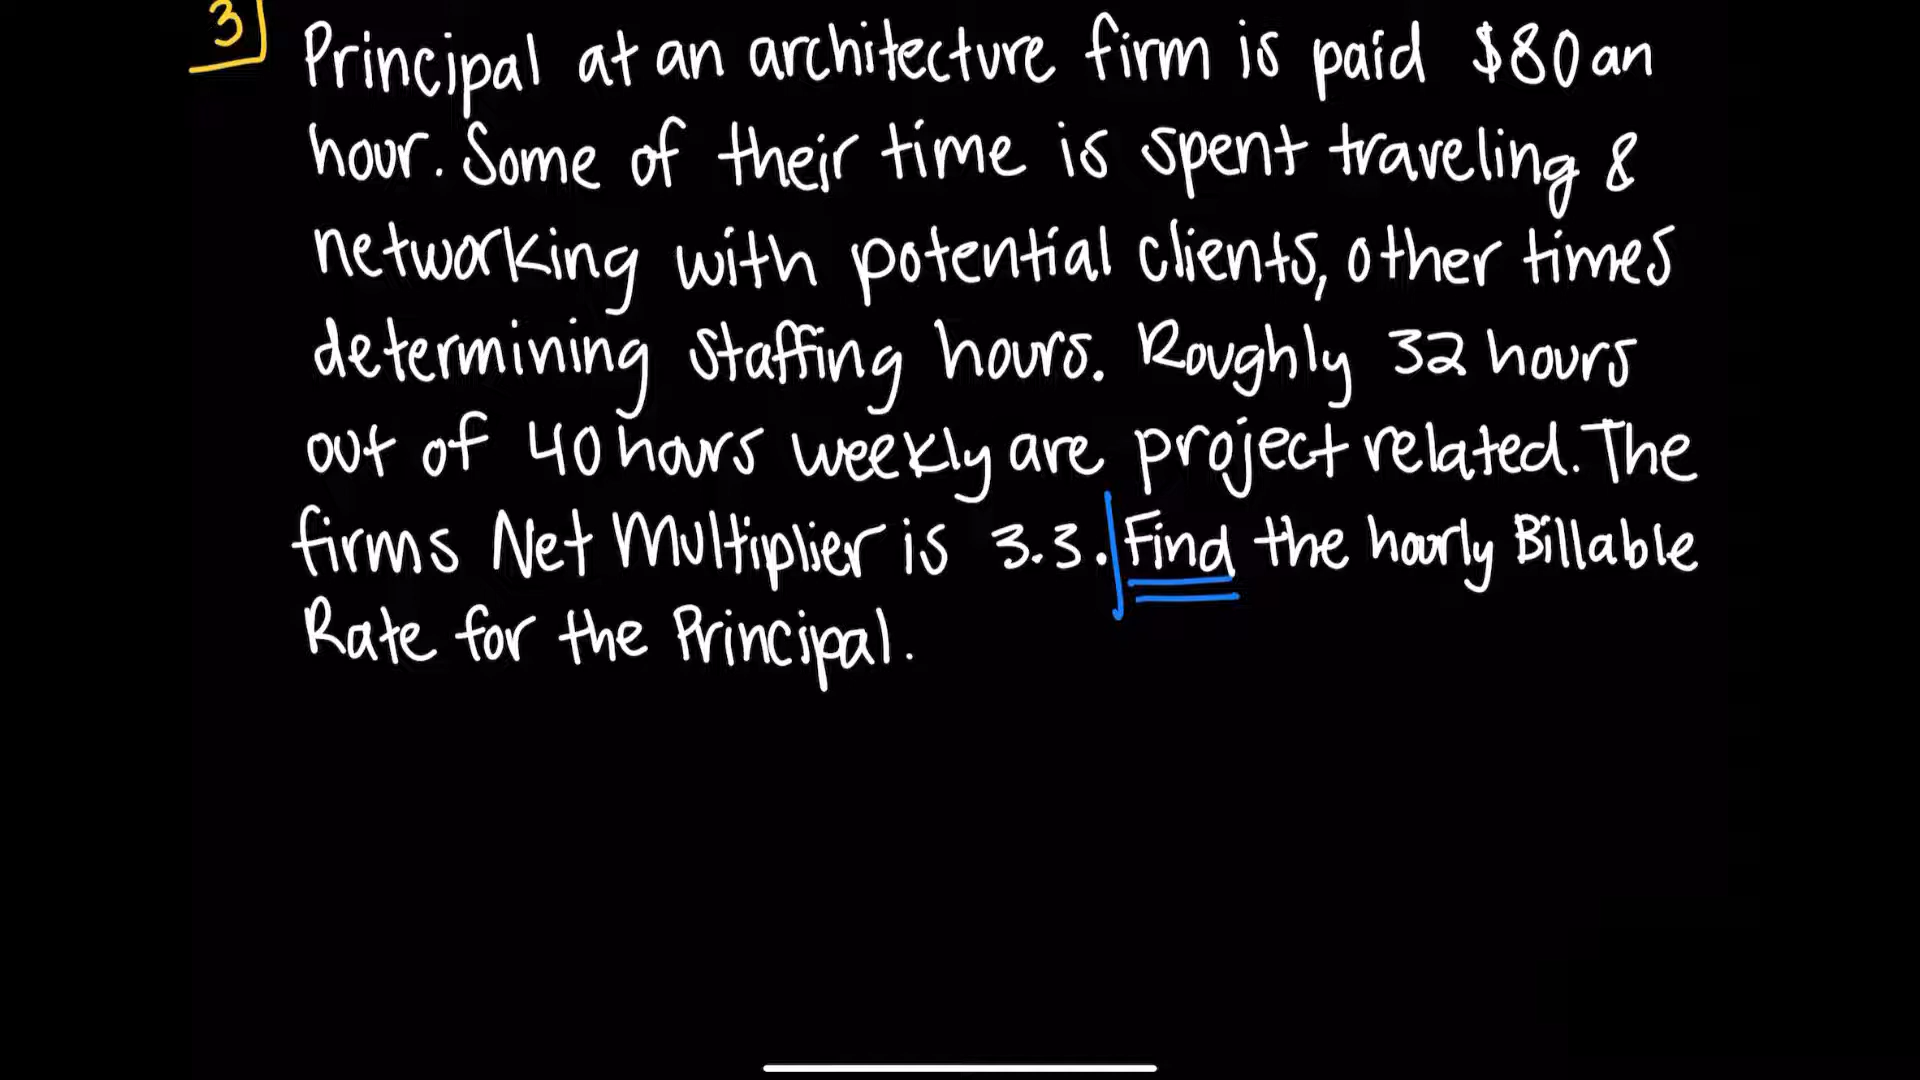 3
Principal at an architecture firm is paid $80 an
hour. Some of their time is spent traveling &
networking with potential clients, other times
determining staffing hours. Roughly 32 hours
out of 40 hours weekly are project related. The
firms Net Multiplier is 3.3. Find the hourly Billable
Rate for the Principal.